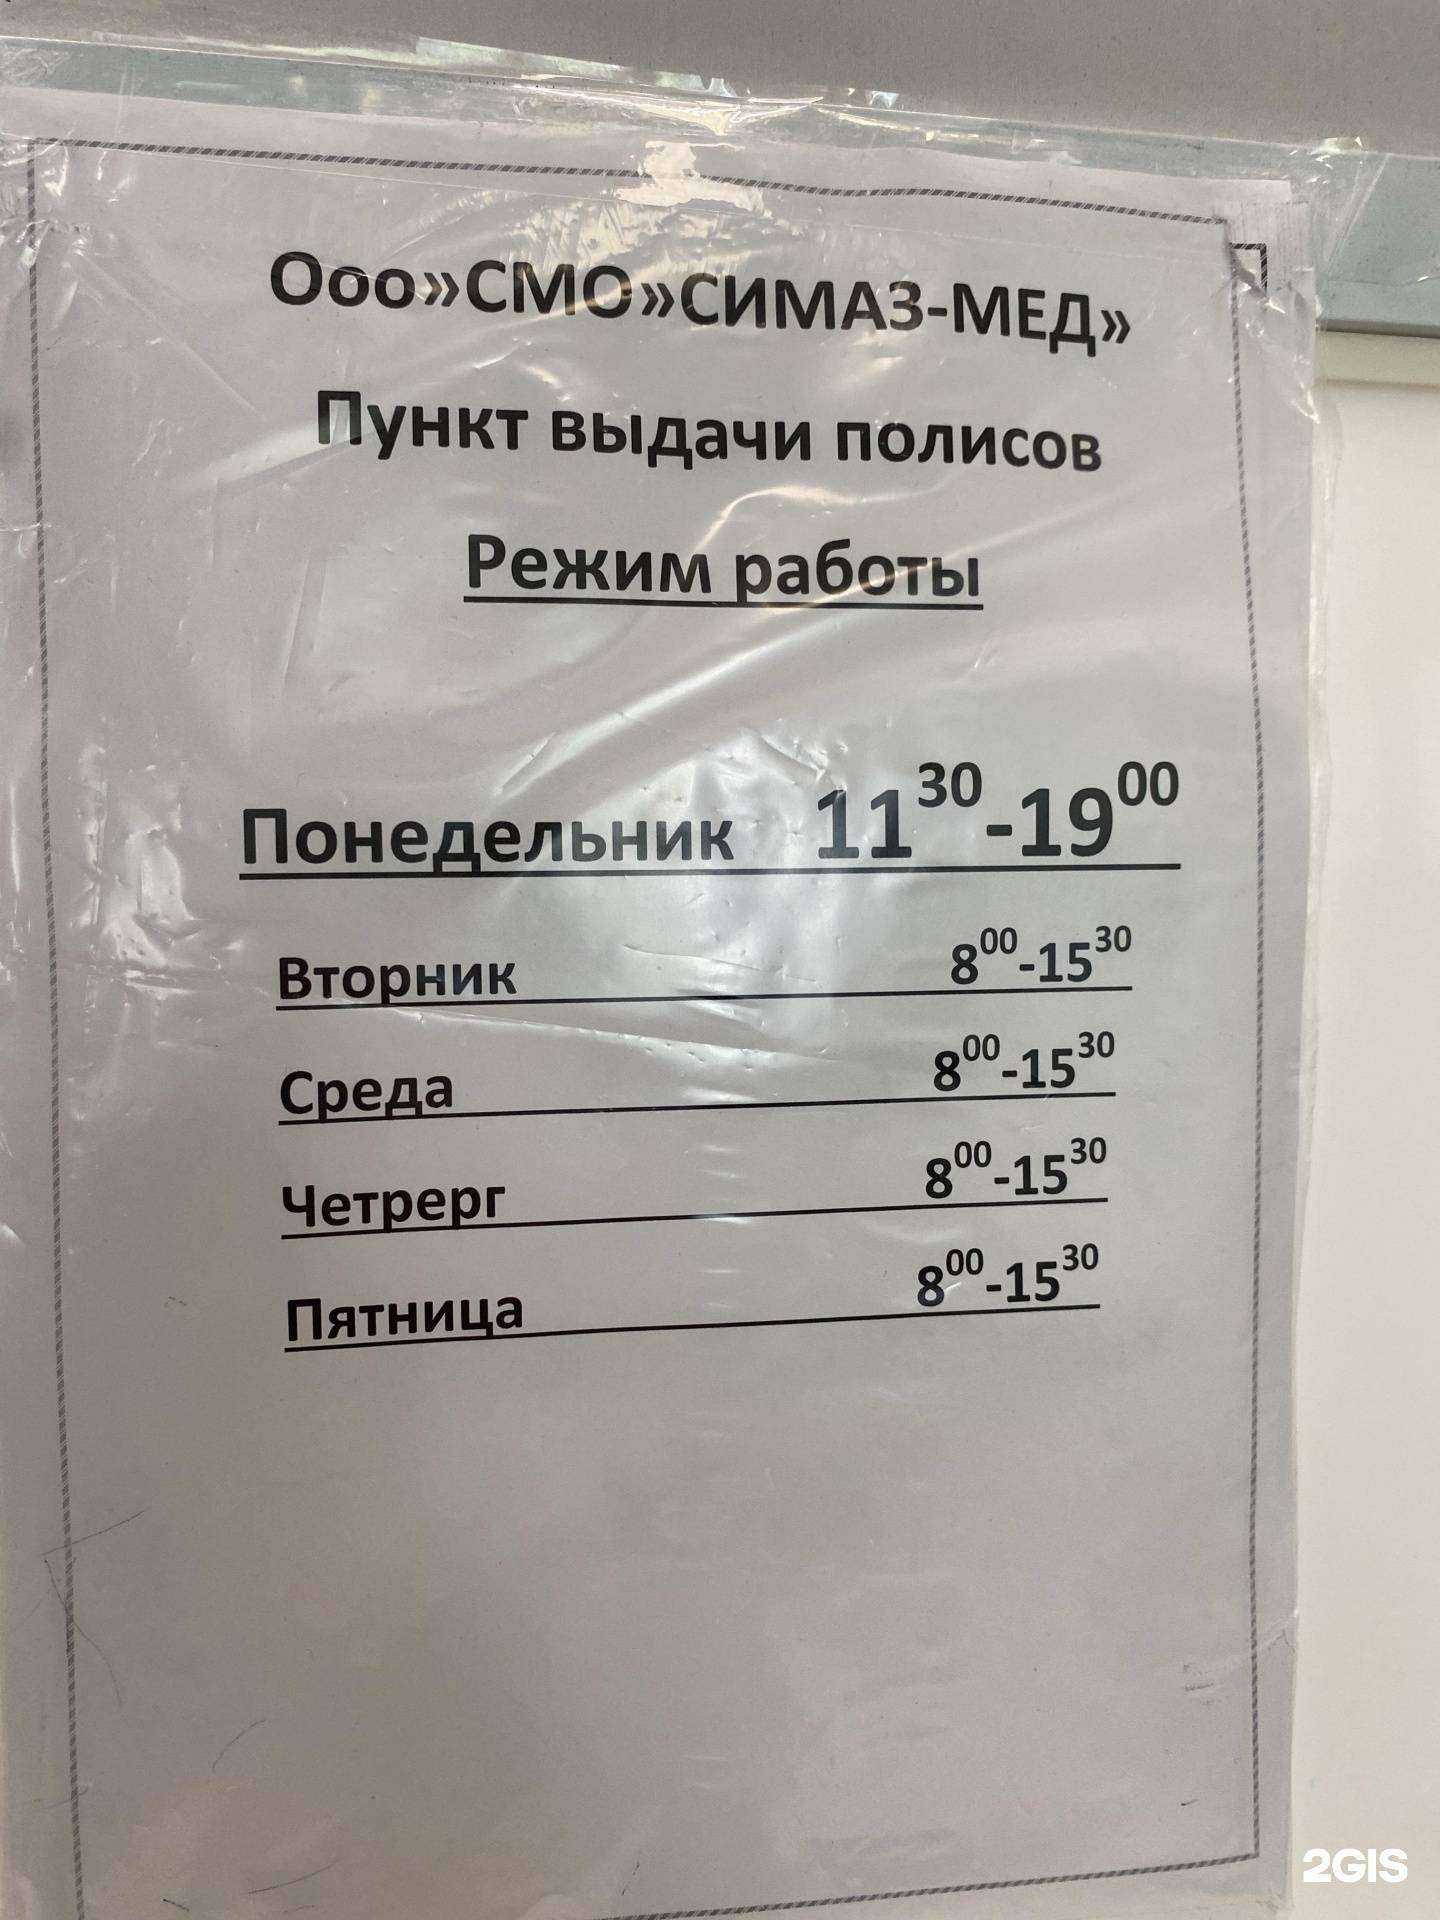 Ооо»СМО»СИМАЗ-МЕД»
Пункт выдачи полисов
Режим работы
Понедельник 11³⁰-19⁰⁰
Вторник 8⁰⁰-15³⁰
Среда 8⁰⁰-15³⁰
Четрерг 8⁰⁰-15³⁰
Пятница 8⁰⁰-15³⁰
2GIS